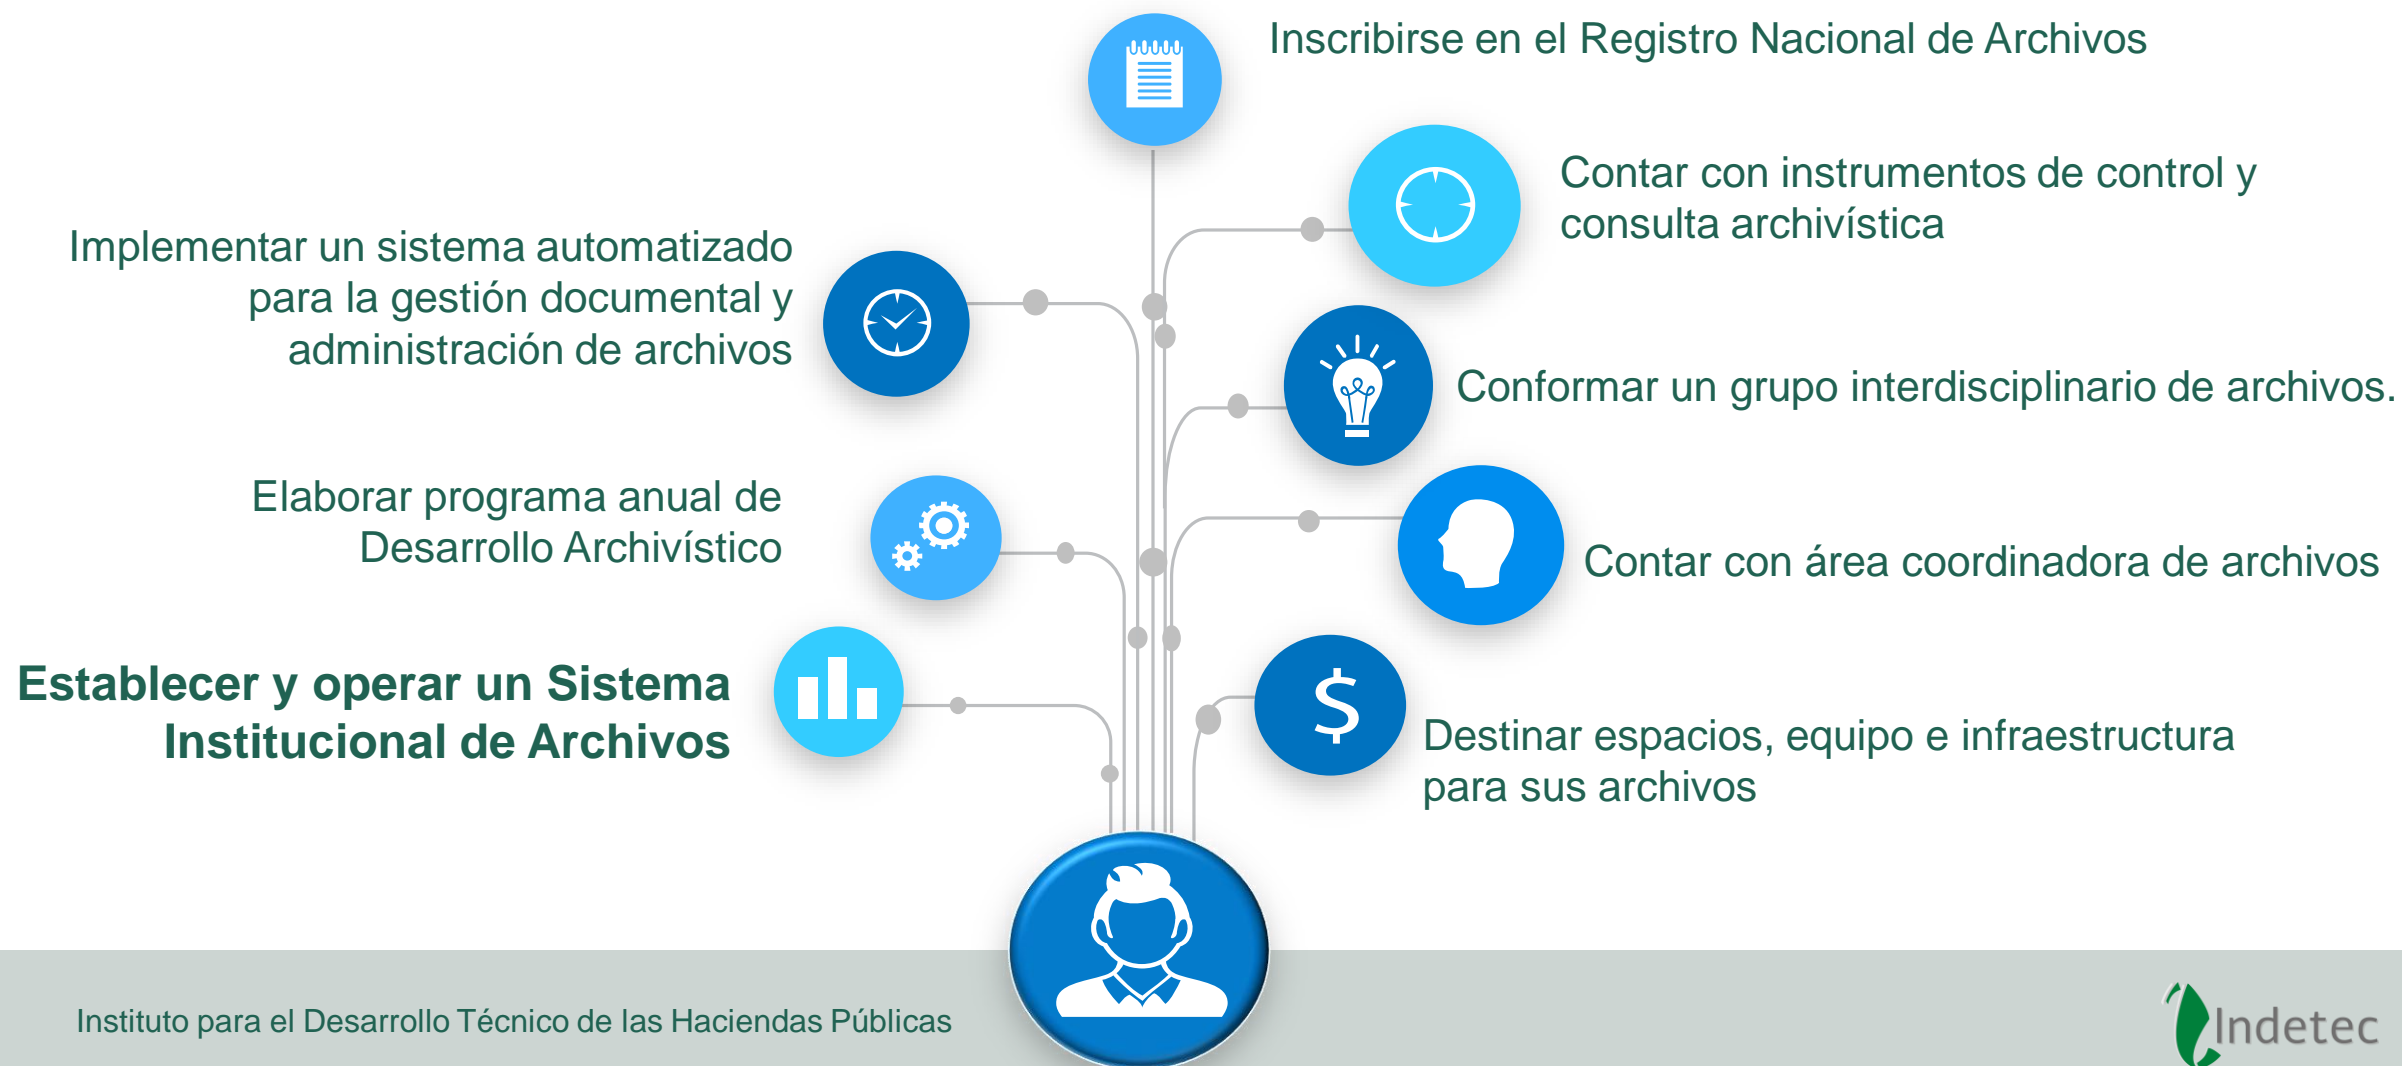 Inscribirse en el Registro Nacional de Archivos
Contar con instrumentos de control y
consulta archivística
Implementar un sistema automatizado
para la gestión documental y
administración de archivos
Conformar un grupo interdisciplinario de archivos.
Elaborar programa anual de
Desarrollo Archivístico
Contar con área coordinadora de archivos
Establecer y operar un Sistema
Institucional de Archivos
$
Destinar espacios, equipo e infraestructura
para sus archivos
Instituto para el Desarrollo Técnico de las Haciendas Públicas
Indetec